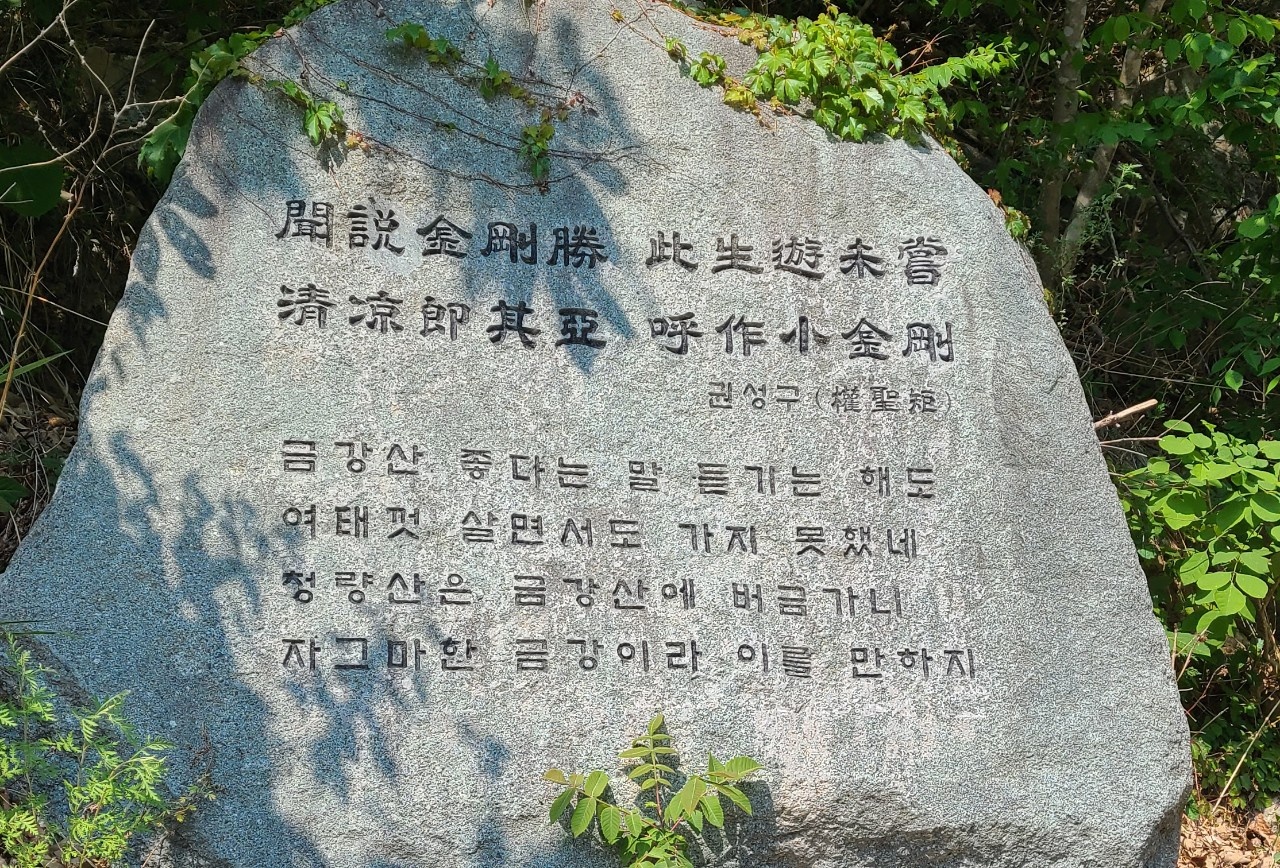 聞説金剛勝 此生遊未嘗
清凉郎其亞 呼作小金剛
권성구 (權聖矩)
금강산 좋다는 말 듣기는 해도
여태껏 살면서도 가지 못했네
청량산은 금강산에 버금가니
자그마한 금강이라 이를 만하지